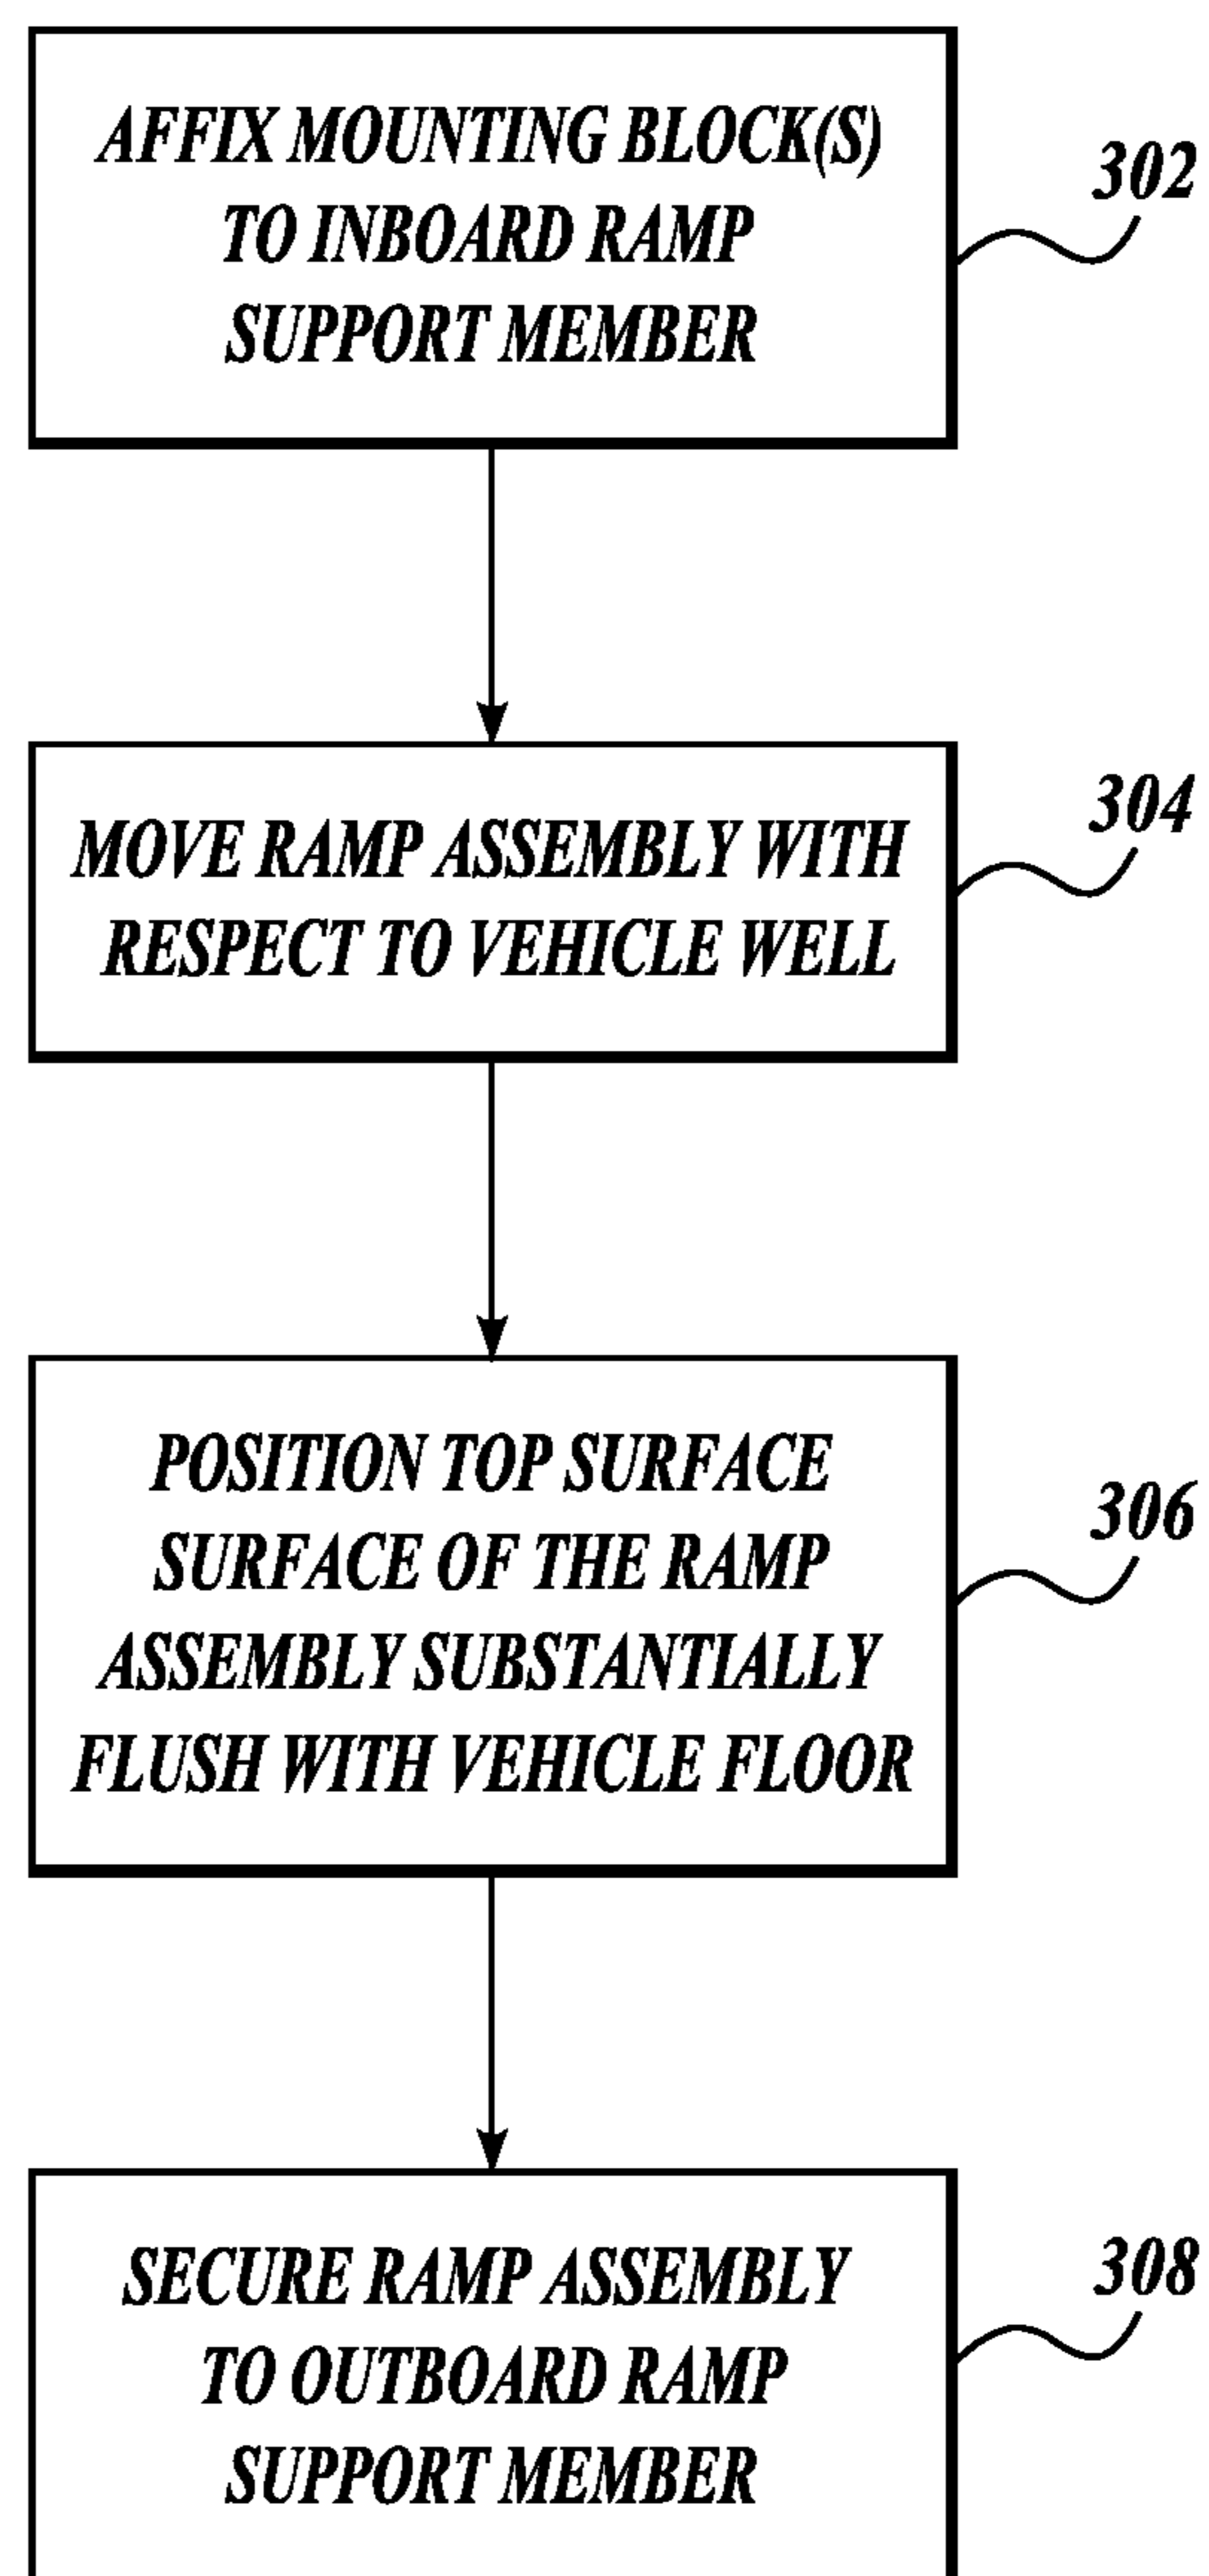 AFFIX MOUNTING BLOCK(S)
TO INBOARD RAMP
SUPPORT MEMBER
302
MOVE RAMP ASSEMBLY WITH
RESPECT TO VEHICLE WELL
304
POSITION TOP SURFACE
SURFACE OF THE RAMP
ASSEMBLY SUBSTANTIALLY
FLUSH WITH VEHICLE FLOOR
306
SECURE RAMP ASSEMBLY
TO OUTBOARD RAMP
SUPPORT MEMBER
308